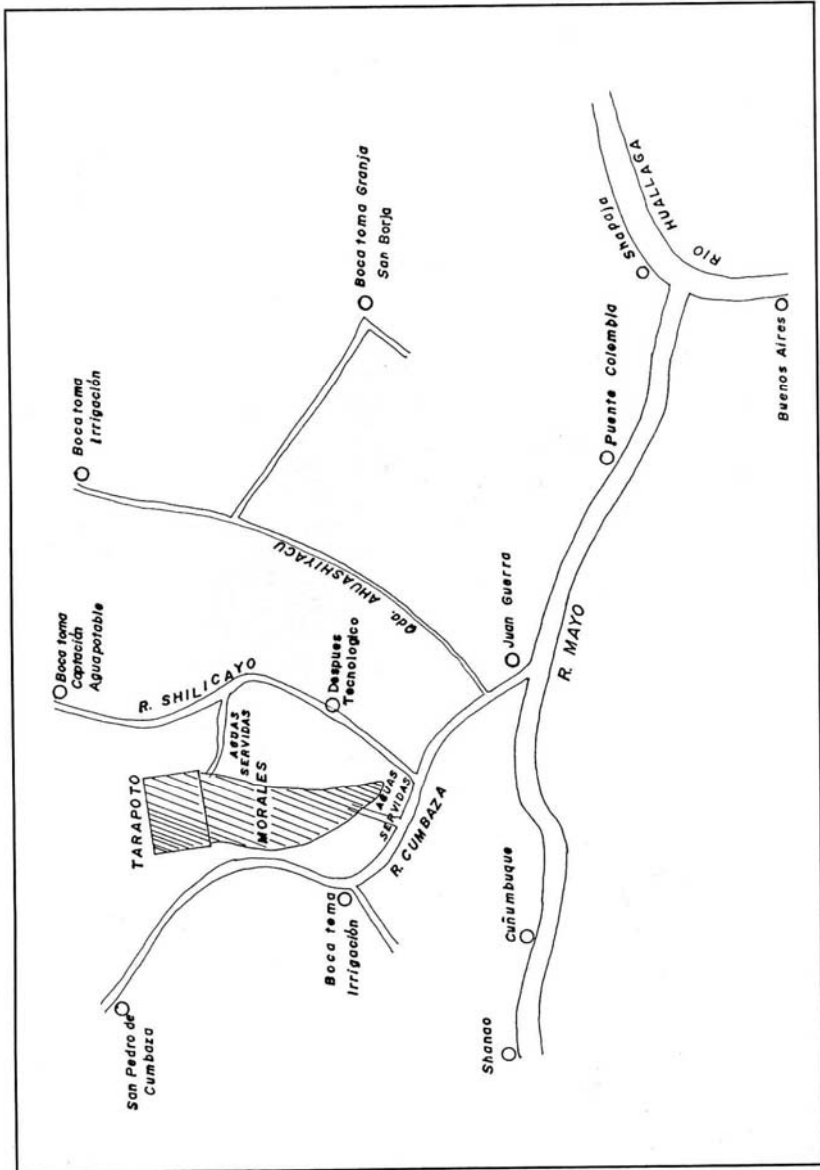 Boca toma
Captación
Aguapotable
Boca toma
Irrigación
Boca toma Granja
San Borja
R. SHILICAYO
TARAPOTO
MORALES
AGUAS
SERVIDAS
Despues
Tecnologico
Qda. AHUASHIYACU
San Pedro de
Cumbaza
AGUAS
SERVIDAS
R. CUMBAZA
Boca toma
Irrigación
Juan Guerra
Shapaja
RIO HUALLAGA
Puente Colombia
Buenos Aires
R. MAYO
Cuñumbuque
Shanao